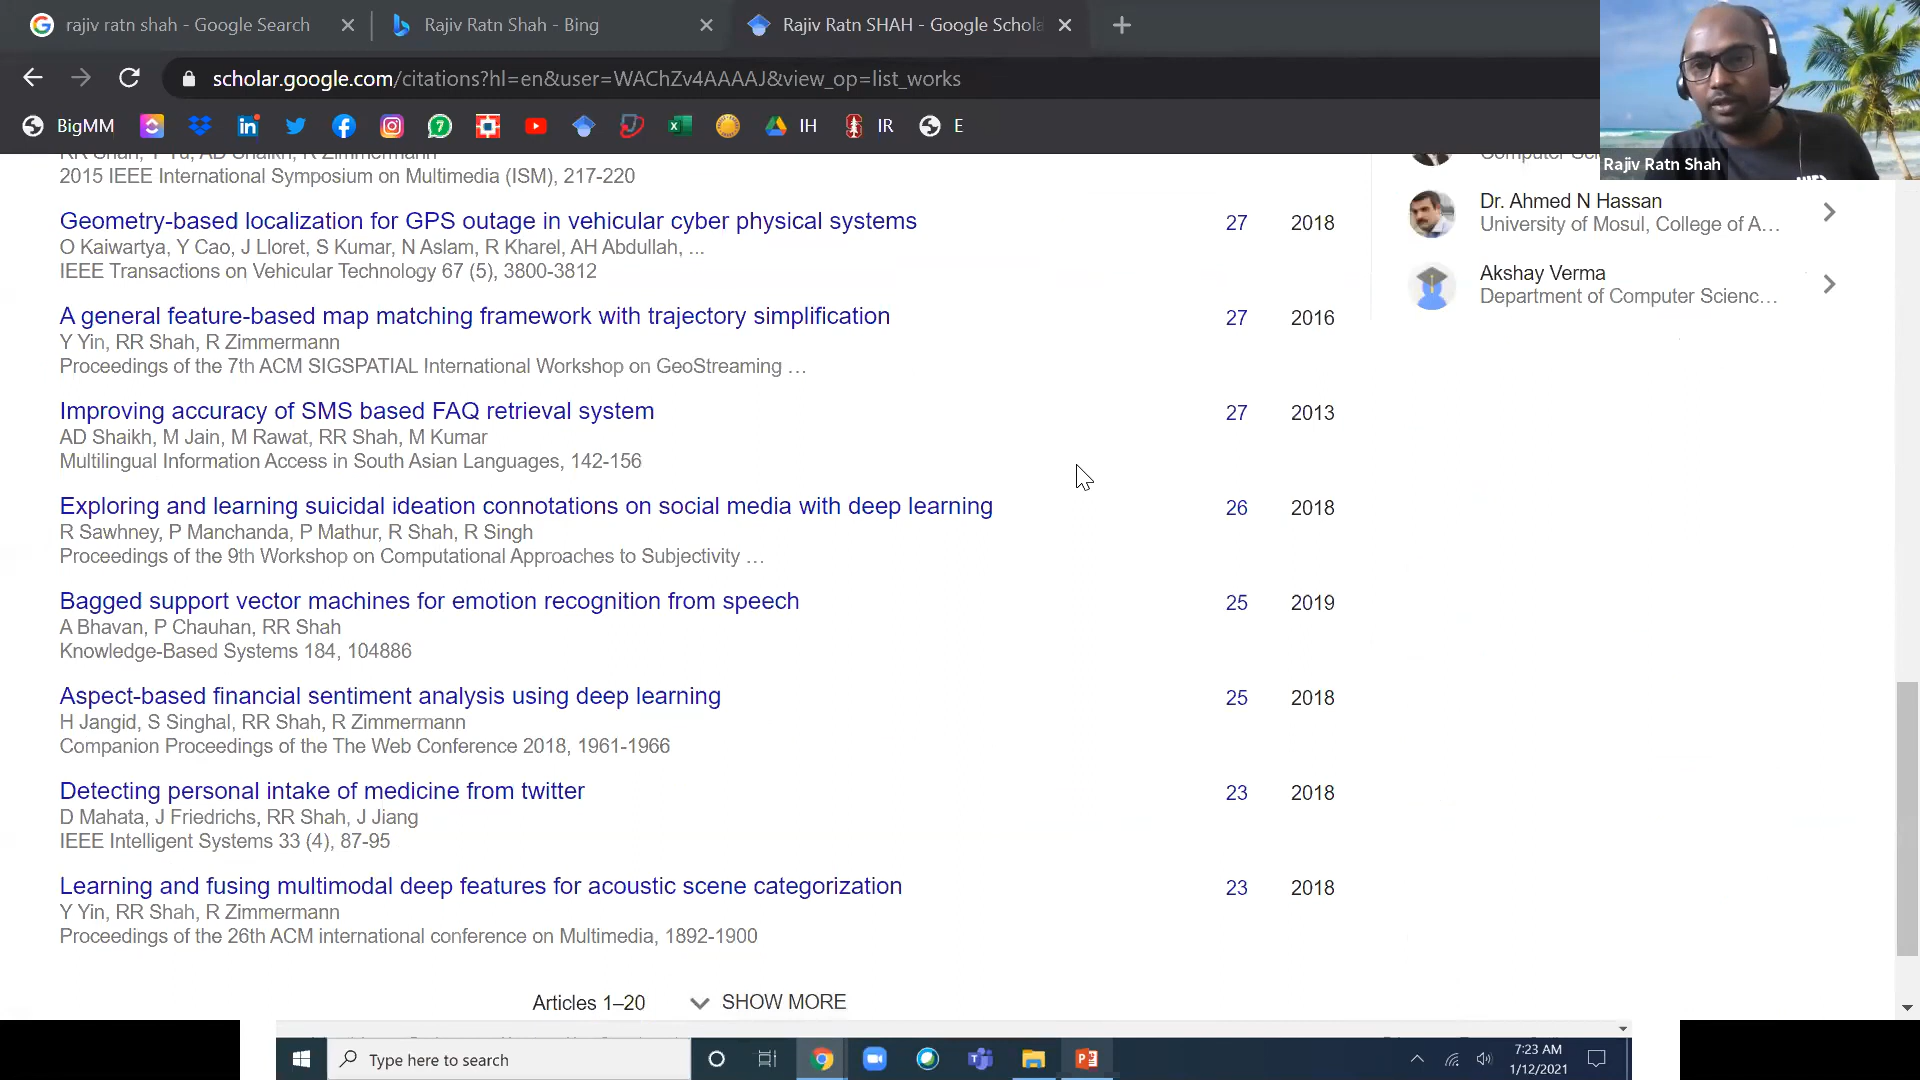 rajiv ratn shah - Google Search
Rajiv Ratn Shah - Bing
Rajiv Ratn SHAH - Google Schola
scholar.google.com/citations?hl=en&user=WAChZv4AAAAJ&view_op=list_works
BigMM
7
IH
IR
E
Rajiv Ratn Shah
RR Shah, Y Yu, AD Shaikh, R Zimmermann
2015 IEEE International Symposium on Multimedia (ISM), 217-220
Geometry-based localization for GPS outage in vehicular cyber physical systems 27 2018
O Kaiwartya, Y Cao, J Lloret, S Kumar, N Aslam, R Kharel, AH Abdullah, ...
IEEE Transactions on Vehicular Technology 67 (5), 3800-3812
A general feature-based map matching framework with trajectory simplification 27 2016
Y Yin, RR Shah, R Zimmermann
Proceedings of the 7th ACM SIGSPATIAL International Workshop on GeoStreaming …
Improving accuracy of SMS based FAQ retrieval system 27 2013
AD Shaikh, M Jain, M Rawat, RR Shah, M Kumar
Multilingual Information Access in South Asian Languages, 142-156
Exploring and learning suicidal ideation connotations on social media with deep learning 26 2018
R Sawhney, P Manchanda, P Mathur, R Shah, R Singh
Proceedings of the 9th Workshop on Computational Approaches to Subjectivity …
Bagged support vector machines for emotion recognition from speech 25 2019
A Bhavan, P Chauhan, RR Shah
Knowledge-Based Systems 184, 104886
Aspect-based financial sentiment analysis using deep learning 25 2018
H Jangid, S Singhal, RR Shah, R Zimmermann
Companion Proceedings of the The Web Conference 2018, 1961-1966
Detecting personal intake of medicine from twitter 23 2018
D Mahata, J Friedrichs, RR Shah, J Jiang
IEEE Intelligent Systems 33 (4), 87-95
Learning and fusing multimodal deep features for acoustic scene categorization 23 2018
Y Yin, RR Shah, R Zimmermann
Proceedings of the 26th ACM international conference on Multimedia, 1892-1900
Articles 1–20 SHOW MORE
Dr. Ahmed N Hassan
University of Mosul, College of A...
Akshay Verma
Department of Computer Scienc...
Type here to search
7:23 AM
1/12/2021